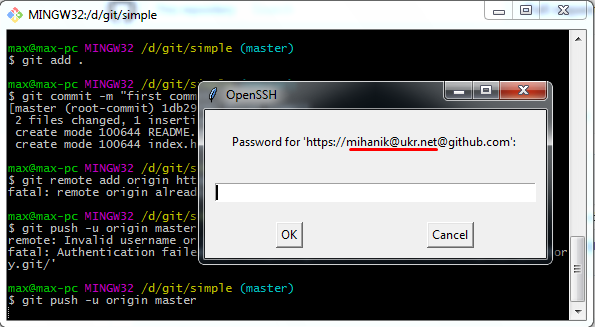 MINGW32:/d/git/simple
max@max-pc MINGW32 /d/git/simple (master)
$ git add .
max@max-pc MINGW32 /d/git/simple
$ git commit -m "first comm
[master (root-commit) 1db29
2 files changed, 1 inserti
create mode 100644 README.
create mode 100644 index.h
max@max-pc MINGW32
$ git remote add origin htt
fatal: remote origin alread
max@max-pc MINGW32
$ git push -u origin master
remote: Invalid username or
fatal: Authentication faile
y.git/'
max@max-pc MINGW32 /d/git/simple (master)
$ git push -u origin master
OpenSSH
Password for 'https://mihanik@ukr.net@github.com':
OK
Cancel